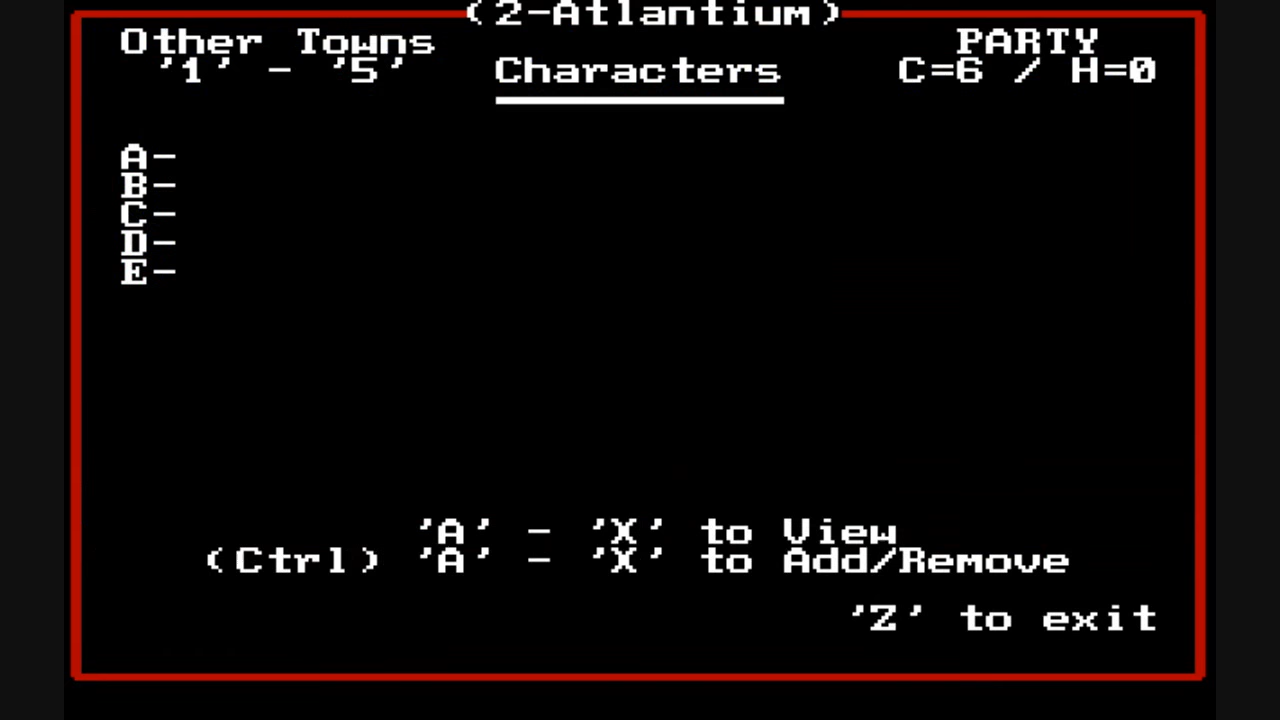 (2-Atlantium)
Other Towns PARTY
'1' - '5' Characters C=6 / H=0
A-
B-
C-
D-
E-
'A' - 'X' to View
(Ctrl) 'A' - 'X' to Add/Remove
'Z' to exit